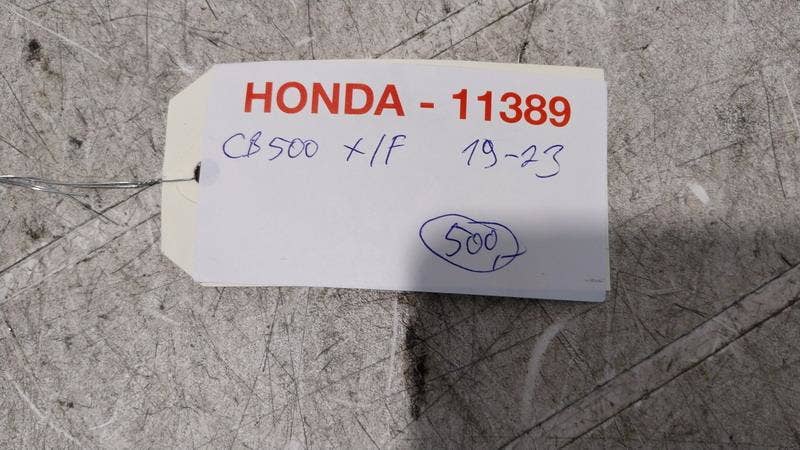 HONDA - 11389
CB500 X/F 19-23
500,-